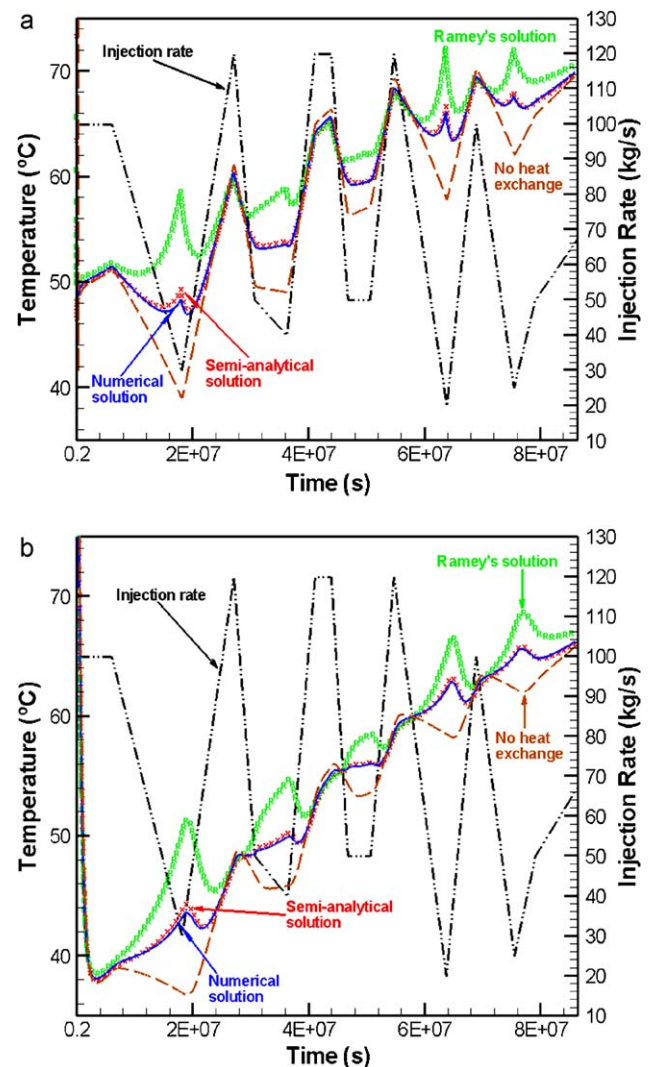 a
70
60
50
40
Temperature (ºC)
130
120
110
100
90
80
70
60
50
40
30
20
10
Injection Rate (kg/s)
Injection rate
Ramey's solution
No heat
exchange
Semi-analytical
solution
Numerical
solution
0.2 2E+07 4E+07 6E+07 8E+07
Time (s)
b
70
60
50
40
Temperature (ºC)
130
120
110
100
90
80
70
60
50
40
30
20
10
Injection Rate (kg/s)
Ramey's solution
Injection rate
No heat
exchange
Semi-analytical
solution
Numerical
solution
0.2 2E+07 4E+07 6E+07 8E+07
Time (s)